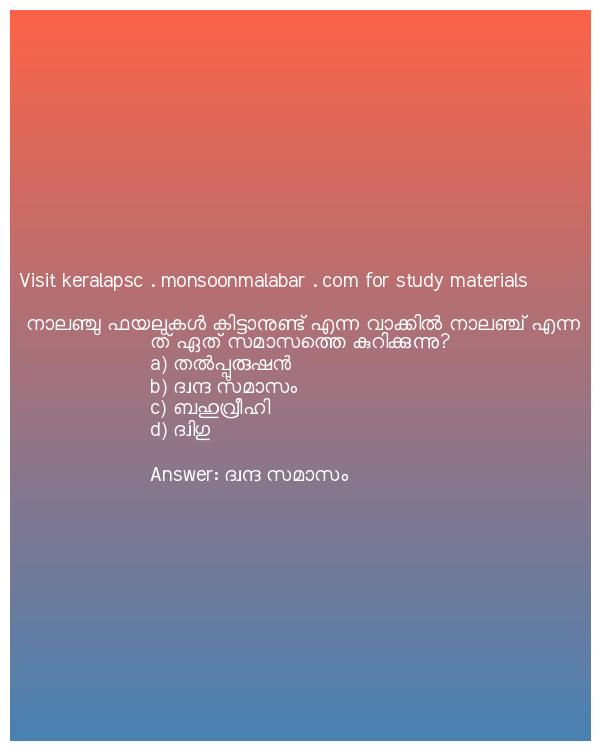 Visit keralapsc . monsoonmalabar . com for study materials
നാലഞ്ചു ഫയലുകൾ കിട്ടാനുണ്ട് എന്ന വാക്കിൽ നാലഞ്ച് എന്ന
ത് ഏത് സമാസത്തെ കുറിക്കുന്നു?
a) തൽപ്പുരുഷൻ
b) ദ്വന്ദ സമാസം
c) ബഹുവ്രീഹി
d) ദ്വിഗു
Answer: ദ്വന്ദ സമാസം